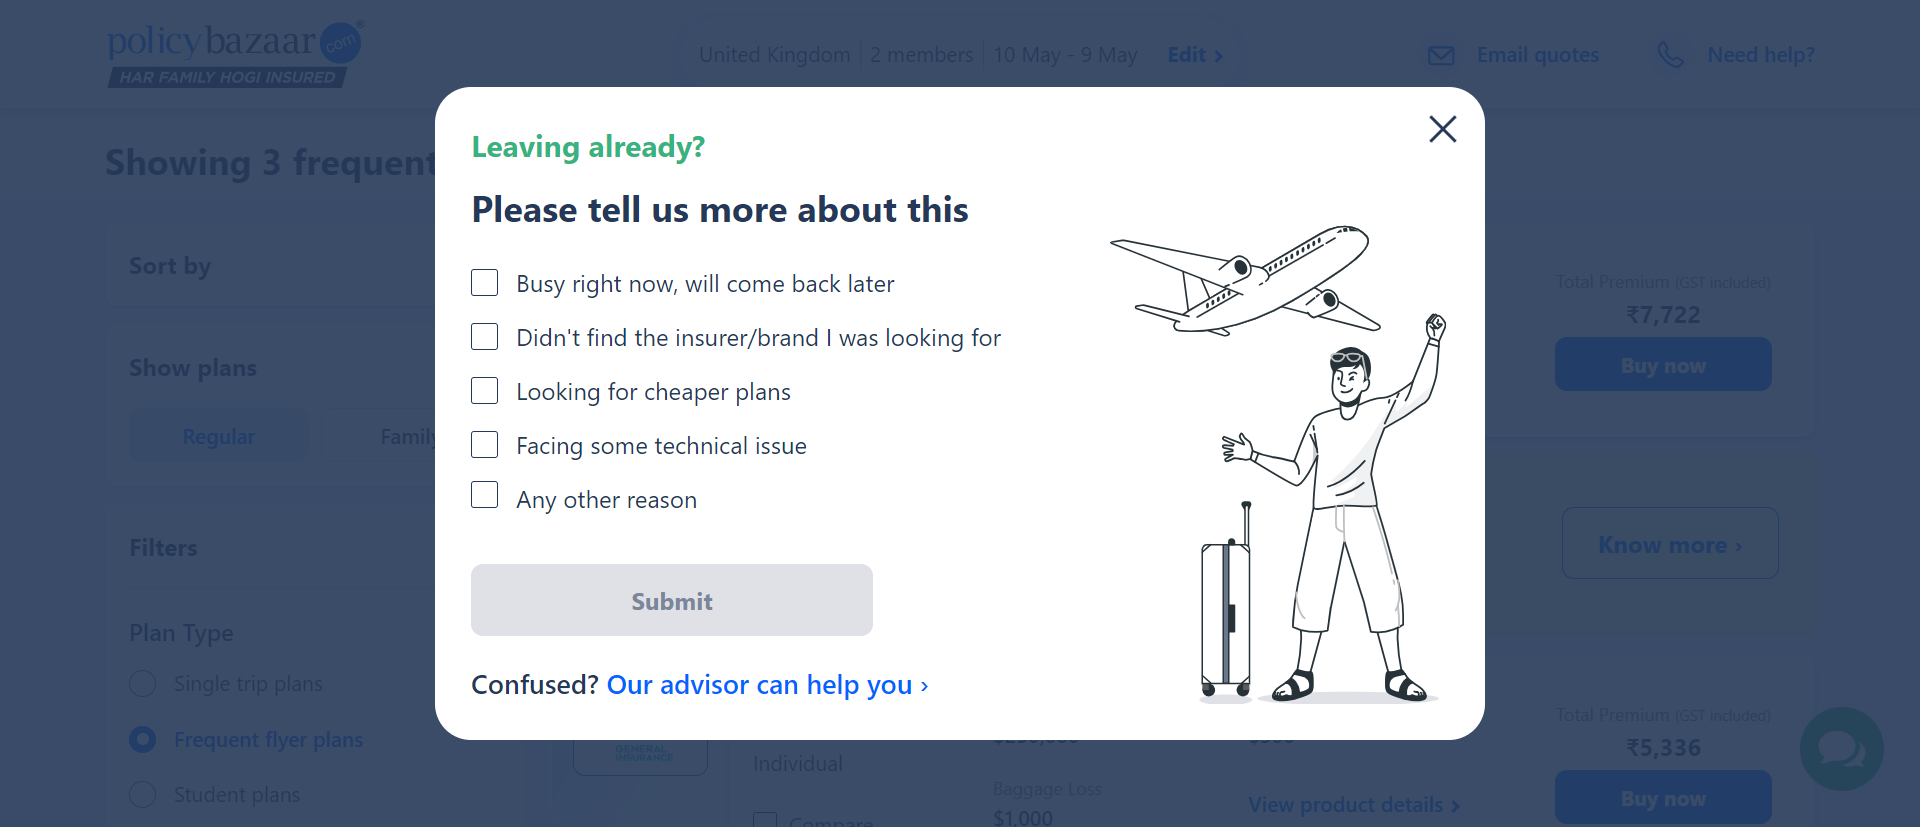 policybazaar.com®
HAR FAMILY HOGI INSURED
United Kingdom 2 members 10 May - 9 May Edit ›
Email quotes
Need help?
Showing 3 frequent
Leaving already?
Please tell us more about this
Busy right now, will come back later
Didn't find the insurer/brand I was looking for
Looking for cheaper plans
Facing some technical issue
Any other reason
Submit
Confused? Our advisor can help you ›
Sort by
Show plans
Regular
Family
Filters
Plan Type
Single trip plans
Frequent flyer plans
Student plans
Total Premium (GST included)
₹7,722
Buy now
Know more ›
GENERAL
INSURANCE
Individual
Compare
Baggage Loss
$1,000
View product details ›
Total Premium (GST included)
₹5,336
Buy now